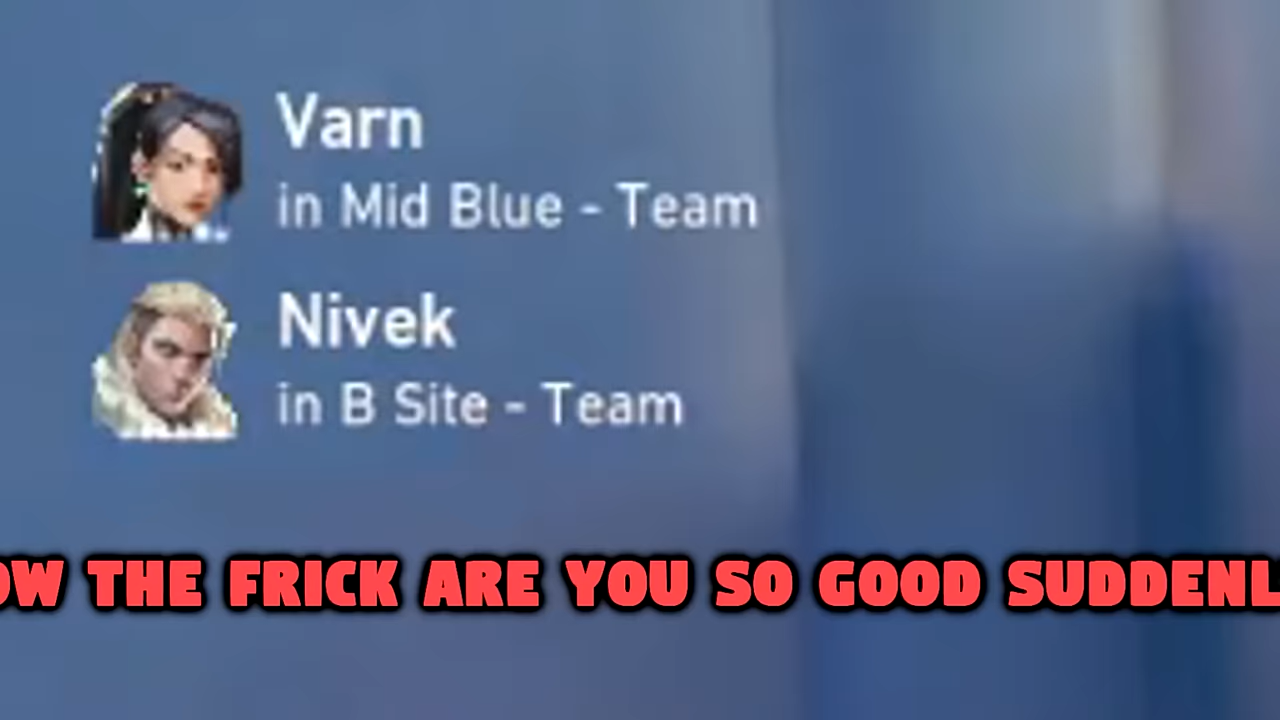 Varn
in Mid Blue - Team
Nivek
in B Site - Team
OW THE FRICK ARE YOU SO GOOD SUDDENL